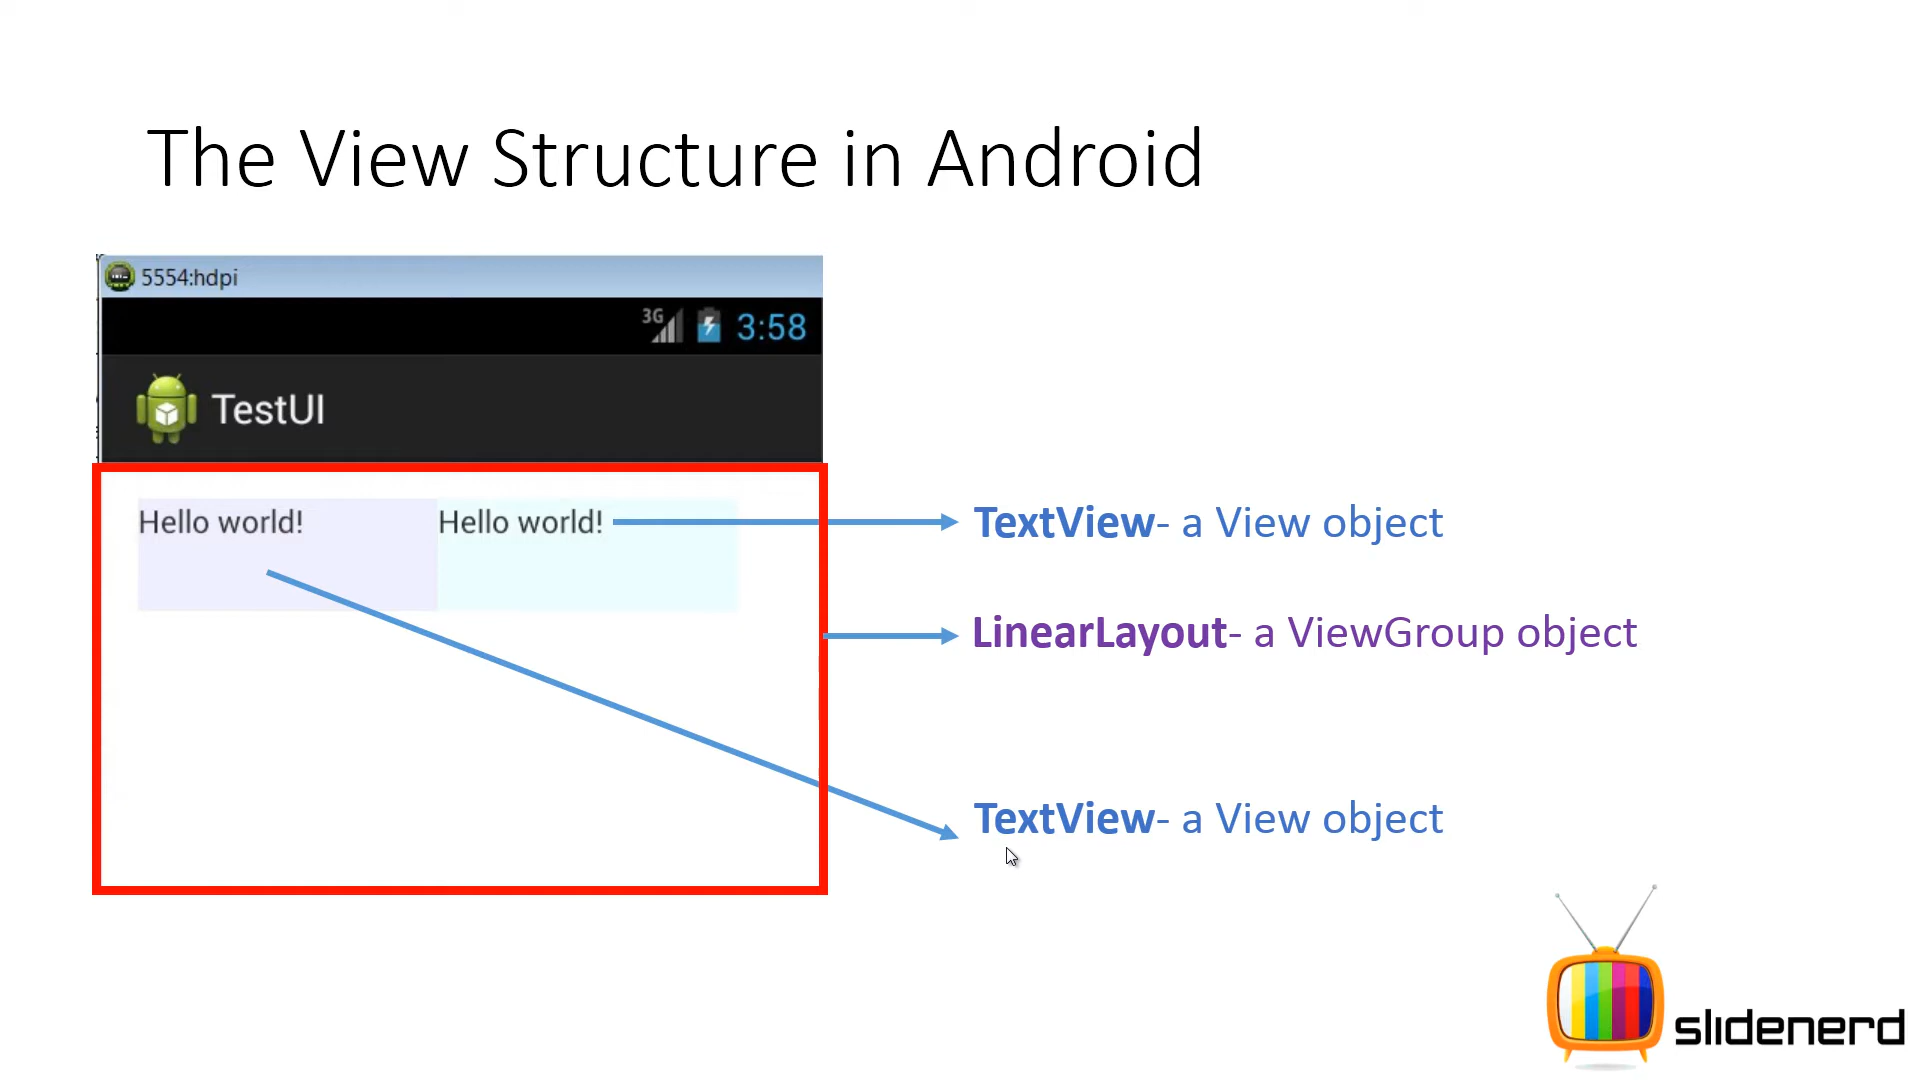 The View Structure in Android
5554:hdpi
3G 3:58
TestUI
Hello world! Hello world!
TextView- a View object
LinearLayout- a ViewGroup object
TextView- a View object
slidenerd